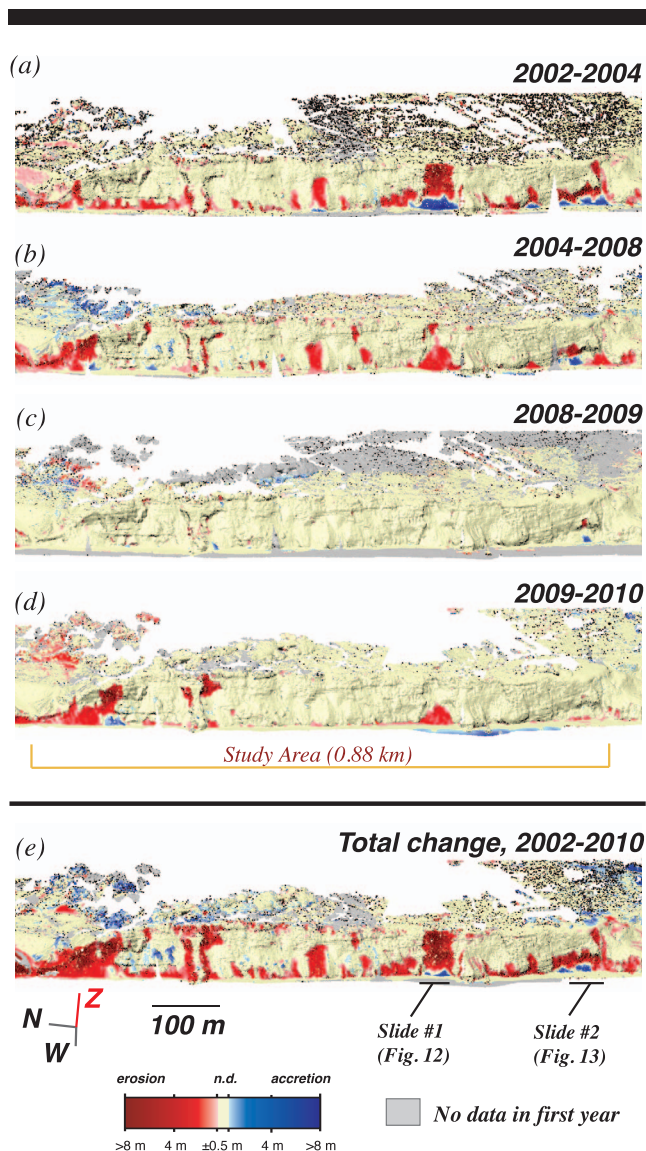 (a)
2002-2004
(b)
2004-2008
(c)
2008-2009
(d)
2009-2010
Study Area (0.88 km)
(e)
Total change, 2002-2010
Z
N
W
100 m
Slide #1
(Fig. 12)
Slide #2
(Fig. 13)
erosion n.d. accretion
>8 m 4 m ±0.5 m 4 m >8 m
No data in first year